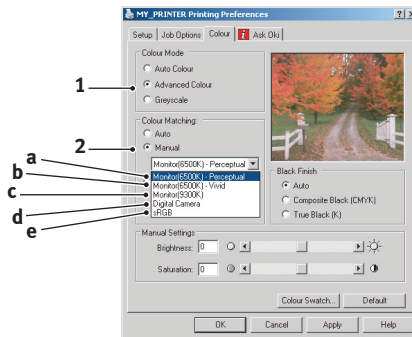 MY_PRINTER Printing Preferences
Setup Job Options Colour Ask Oki
Colour Mode
Auto Colour
1 Advanced Colour
Greyscale
Colour Matching:
Auto
2 Manual
Monitor(6500K) - Perceptual
a Monitor(6500K) - Perceptual
b Monitor(6500K) - Vivid
c Monitor(9300K)
d Digital Camera
e sRGB
Black Finish
Auto
Composite Black (CMYK)
True Black (K)
Manual Settings
Brightness: 0
Saturation: 0
Colour Swatch... Default
OK Cancel Apply Help